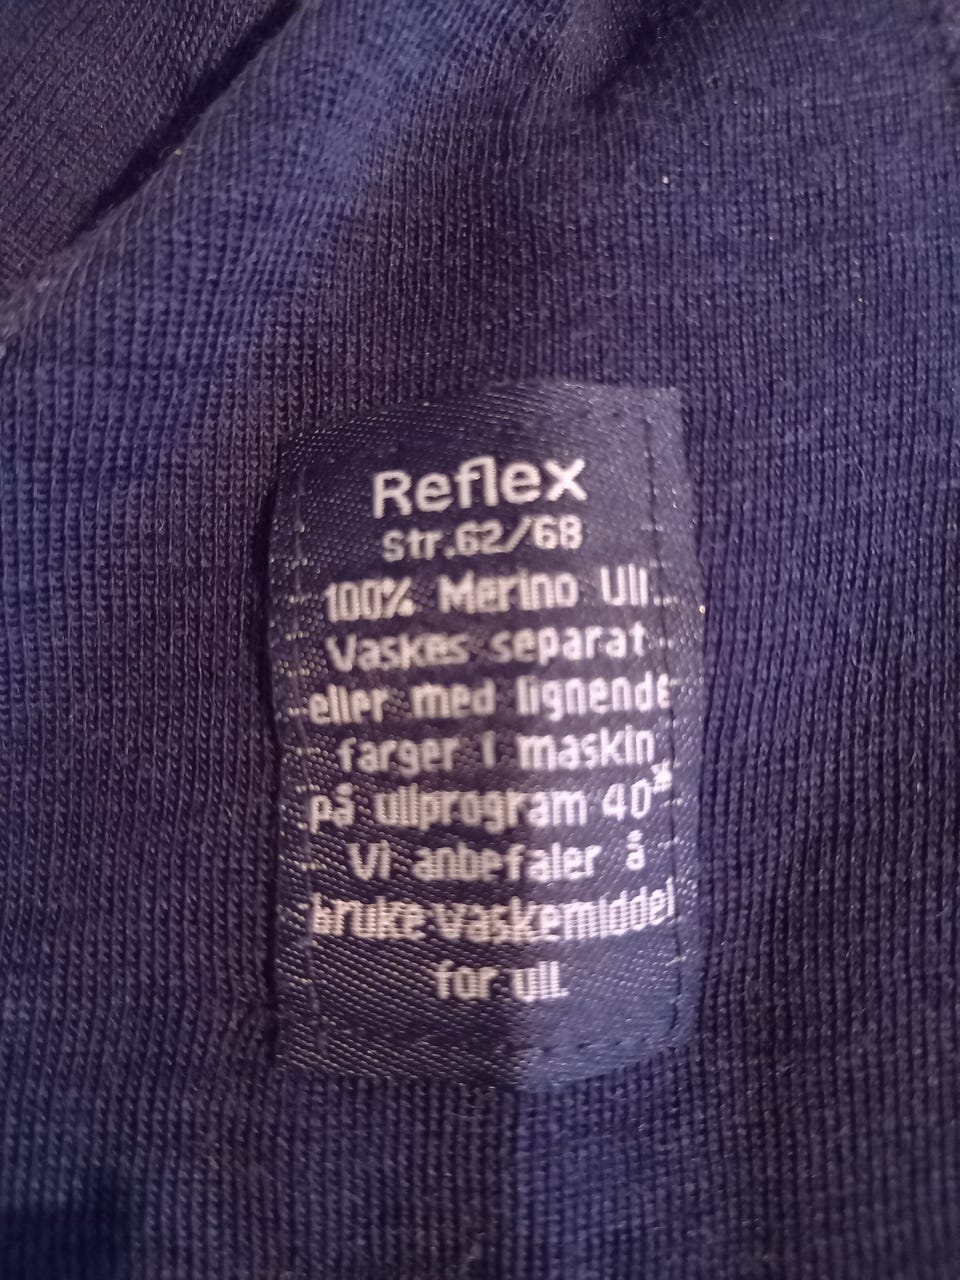 Reflex
Str.62/68
100% Merino Ull
Vaskes separat
eller med lignende
farger i maskin
på ullprogram 40°
Vi anbefaler å
bruke vaskemiddel
for ull.